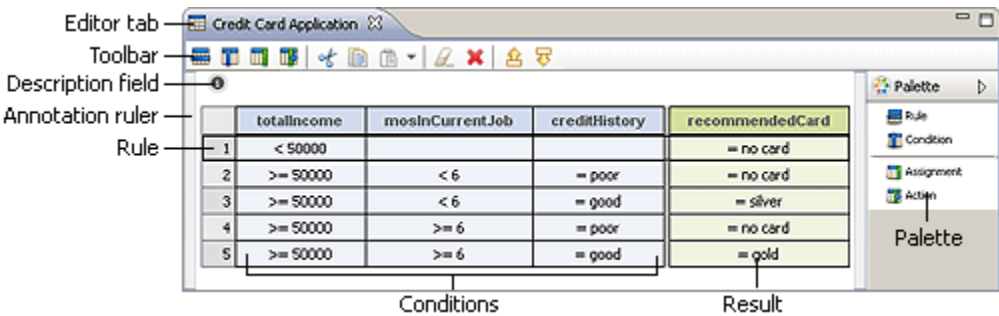 Editor tab
Credit Card Application
Toolbar
Description field
Palette
Annotation ruler
totalIncome mosInCurrentJob creditHistory recommendedCard
Rule
Rule
1 < 50000 = no card
Condition
2 >= 50000 < 6 = poor = no card
Assignment
3 >= 50000 < 6 = good = silver
Action
4 >= 50000 >= 6 = poor = no card
Palette
5 >= 50000 >= 6 = good = gold
Conditions
Result